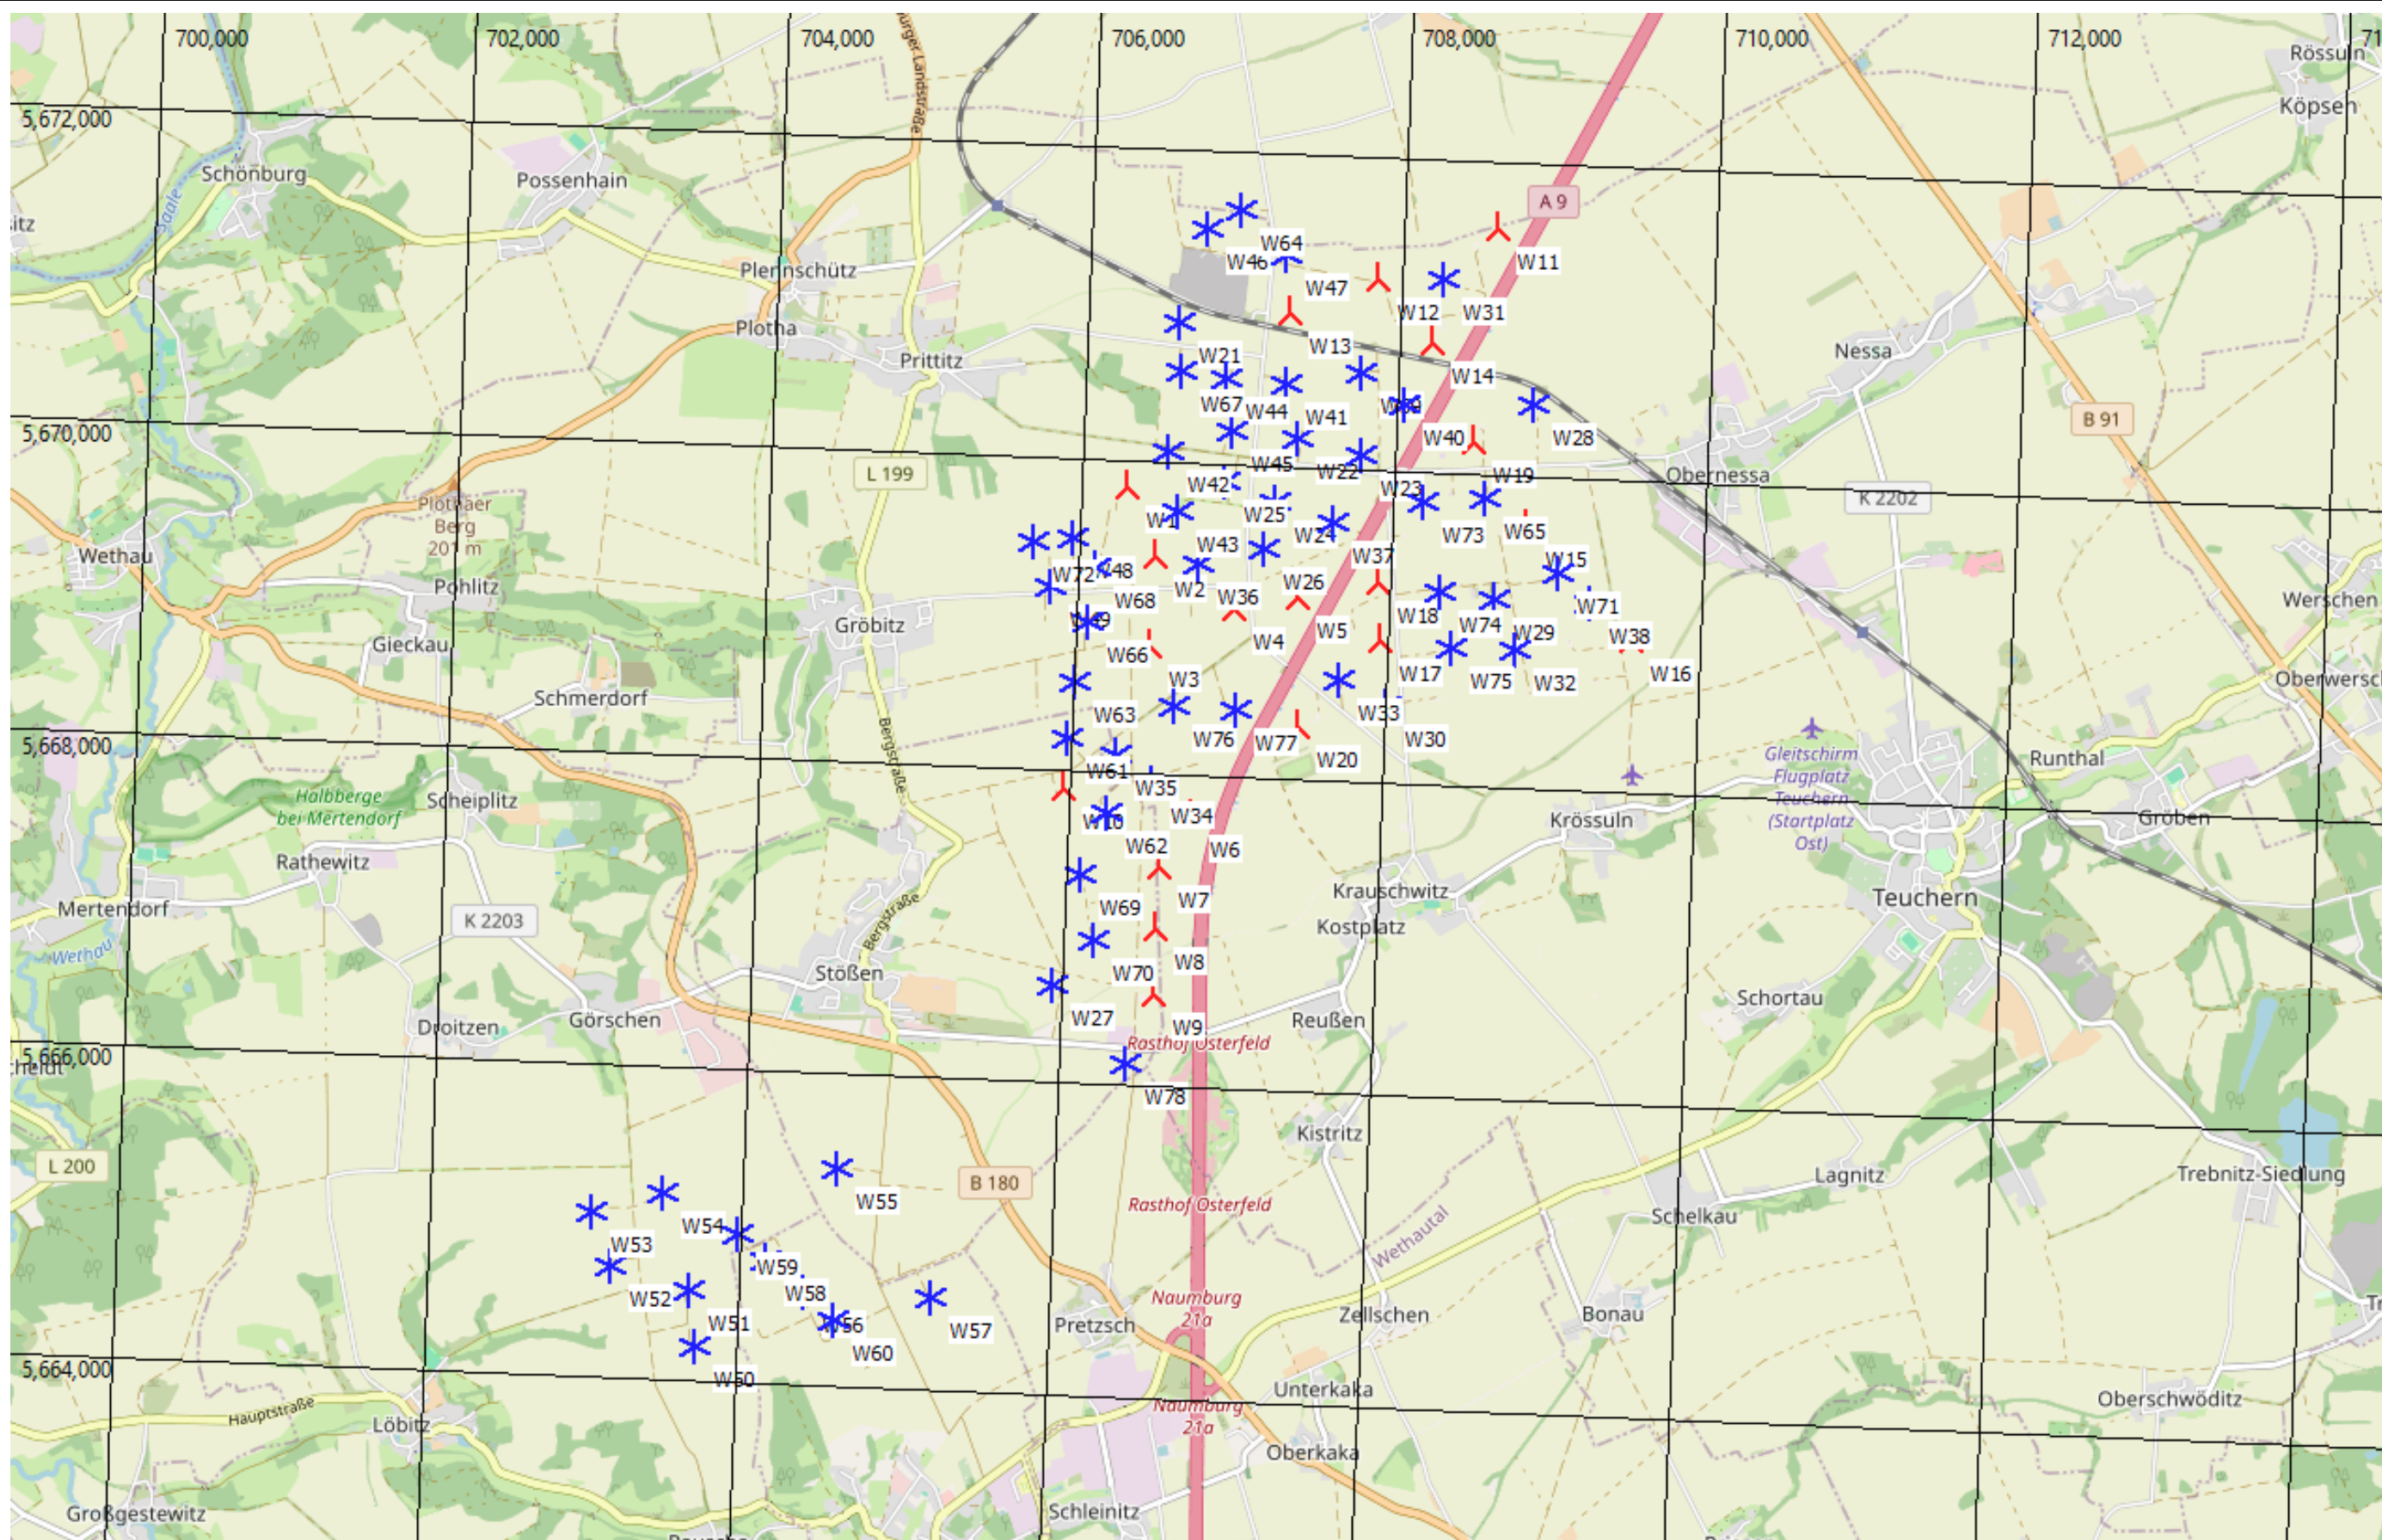 700,000
702,000
704,000
706,000
708,000
710,000
712,000
Rössuln
Köpsen
5,672,000
Schönburg
Possenhain
Saale
A 9
W64
W46
W11
Plennschütz
W47
W12
W31
Plotha
W13
W21
Prittitz
Nessa
W14
W67
W44
W41
W40
W28
B 91
5,670,000
L 199
W45
W22
W19
Obernessa
W42
W23
K 2202
Plothaer
Berg
201 m
W1
W25
W24
W43
W73
W65
Wethau
W37
W15
W72
W48
Pohlitz
W2
W26
W36
W68
W71
Werschen
W18
W74
W29
Gröbitz
Gieckau
W5
W4
W38
W66
W3
W17
W75
W32
W16
Schmerdorf
W63
W33
W76
W77
W30
W20
Bergstraße
5,668,000
Gleitschirm
Flugplatz
Teuchern
(Startplatz
Ost)
Runthal
W61
W35
Halbberge
bei Mertendorf
Scheiplitz
W10
W34
Krössuln
Gröben
W62
W6
Rathewitz
Krauschwitz
W7
Teuchern
Mertendorf
W69
K 2203
Kostplatz
Bergstraße
Wethau
W8
W70
Stößen
Schortau
W27
W9
Görschen
Droitzen
Reußen
Rasthof Osterfeld
5,666,000
W78
Kistritz
L 200
B 180
Lagnitz
Trebnitz-Siedlung
W55
Rasthof Osterfeld
Schelkau
W54
W53
Wethautal
W59
W52
W58
Naumburg
21a
W51
W56
W57
Pretzsch
Zellschen
Bonau
W60
5,664,000
W50
Unterkaka
Oberschwöditz
Naumburg
21a
Hauptstraße
Löbitz
Oberkaka
Großgestewitz
Schleinitz